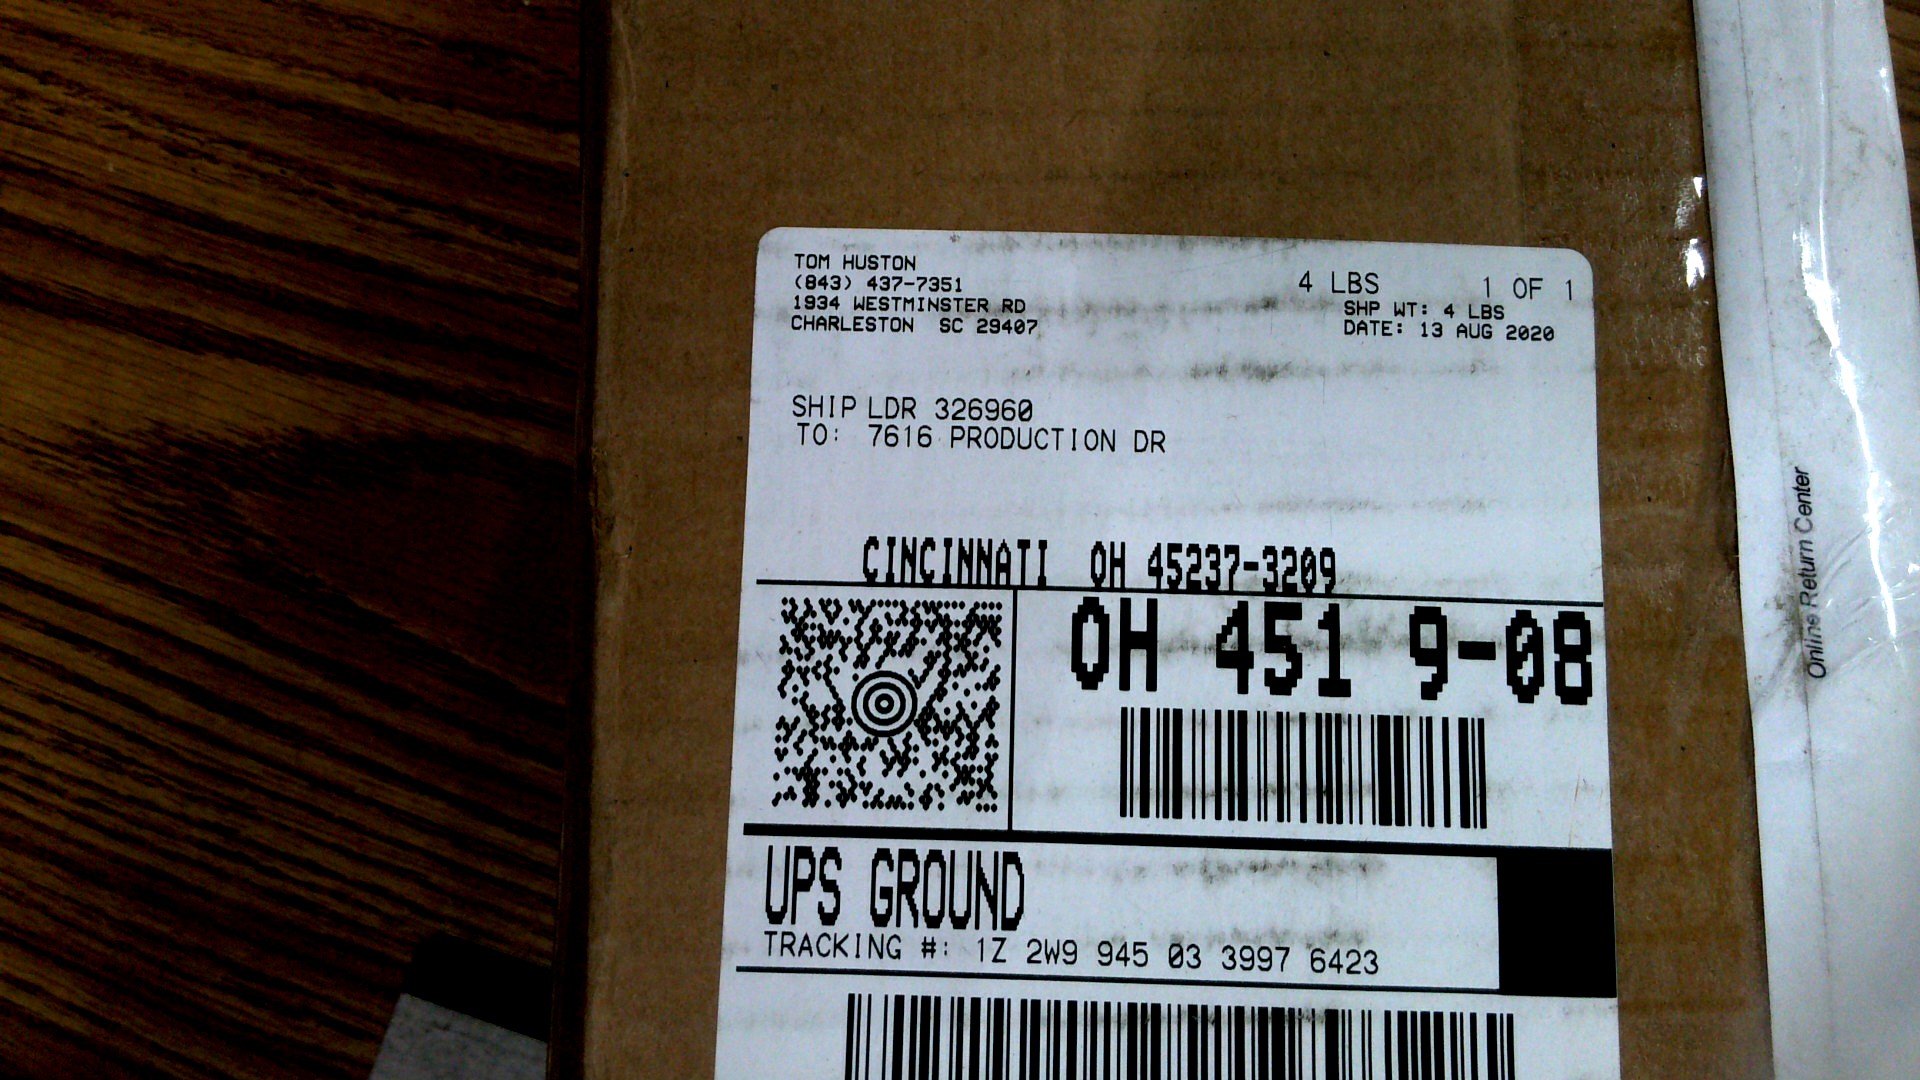 TOM HUSTON
(843) 437-7351
1934 WESTMINSTER RD
CHARLESTON SC 29407
4 LBS 1 OF 1
SHP WT: 4 LBS
DATE: 13 AUG 2020
SHIP LDR 326960
TO: 7616 PRODUCTION DR
CINCINNATI OH 45237-3209
OH 451 9-08
UPS GROUND
TRACKING #: 1Z 2W9 945 03 3997 6423
Online Return Center